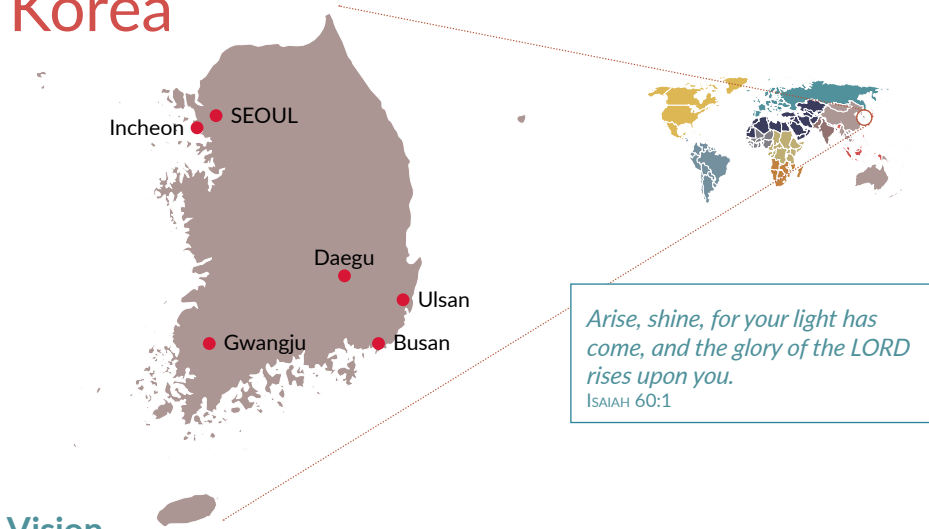 Korea
SEOUL
Incheon
Daegu
Ulsan
Gwangju
Busan
Arise, shine, for your light has
come, and the glory of the LORD
rises upon you.
Isaiah 60:1
Vision